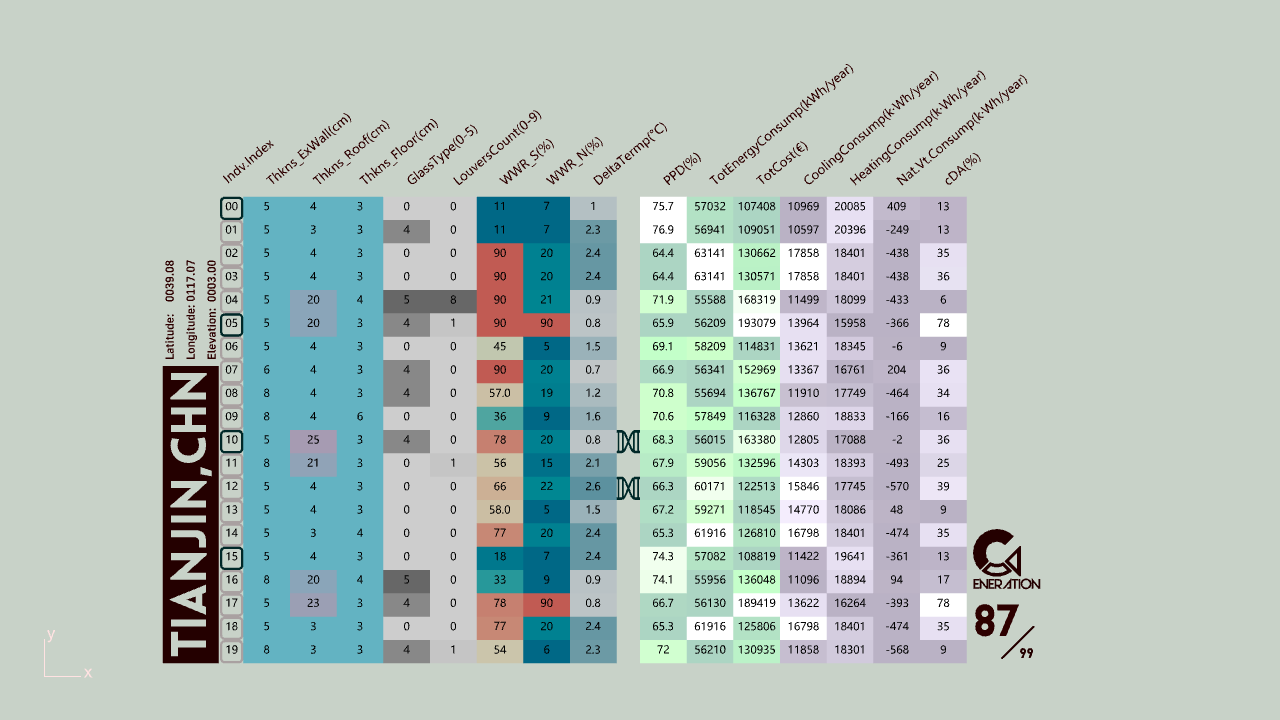 Indv.Index Thkns_ExWall(cm) Thkns_Roof(cm) Thkns_Floor(cm) GlassType(0-5) LouversCount(0-9) WWR_S(%) WWR_N(%) DeltaTermp(°C) PPD(%) TotEnergyConsump(kWh/year) TotCost(€) CoolingConsump(k·Wh/year) HeatingConsump(k·Wh/year) Nat.Vt.Consump(k·Wh/year) cDA(%)
00 5 4 3 0 0 11 7 1 75.7 57032 107408 10969 20085 409 13
01 5 3 3 4 0 11 7 2.3 76.9 56941 109051 10597 20396 -249 13
02 5 4 3 0 0 90 20 2.4 64.4 63141 130662 17858 18401 -438 35
03 5 4 3 0 0 90 20 2.4 64.4 63141 130571 17858 18401 -438 36
04 5 20 4 5 8 90 21 0.9 71.9 55588 168319 11499 18099 -433 6
05 5 20 3 4 1 90 90 0.8 65.9 56209 193079 13964 15958 -366 78
06 5 4 3 0 0 45 5 1.5 69.1 58209 114831 13621 18345 -6 9
07 6 4 3 4 0 90 20 0.7 66.9 56341 152969 13367 16761 204 36
08 8 4 3 4 0 57.0 19 1.2 70.8 55694 136767 11910 17749 -464 34
09 8 4 6 0 0 36 9 1.6 70.6 57849 116328 12860 18833 -166 16
10 5 25 3 4 0 78 20 0.8 68.3 56015 163380 12805 17088 -2 36
11 8 21 3 0 1 56 15 2.1 67.9 59056 132596 14303 18393 -493 25
12 5 4 3 0 0 66 22 2.6 66.3 60171 122513 15846 17745 -570 39
13 5 4 3 0 0 58.0 5 1.5 67.2 59271 118545 14770 18086 48 9
14 5 3 4 0 0 77 20 2.4 65.3 61916 126810 16798 18401 -474 35
15 5 4 3 0 0 18 7 2.4 74.3 57082 108819 11422 19641 -361 13
16 8 20 4 5 0 33 9 0.9 74.1 55956 136048 11096 18894 94 17
17 5 23 3 4 0 78 90 0.8 66.7 56130 189419 13622 16264 -393 78
18 5 3 3 0 0 77 20 2.4 65.3 61916 125806 16798 18401 -474 35
19 8 3 3 4 1 54 6 2.3 72 56210 130935 11858 18301 -568 9
Latitude: 0039.08
Longitude: 0117.07
Elevation: 0003.00
TIANJIN,CHN
G
ENERATION
87/99
y
x